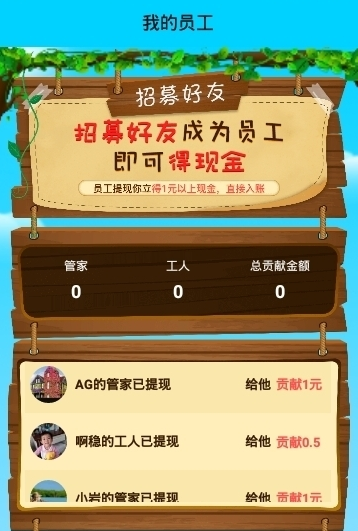 我的员工
招募好友
招募好友成为员工
即可得现金
员工提现你立得1元以上现金，直接入账
管家 工人 总贡献金额
0 0 0
AG的管家已提现 给他 贡献1元
啊稳的工人已提现 给他 贡献0.5
小岩的管家已提现 给他 贡献1元